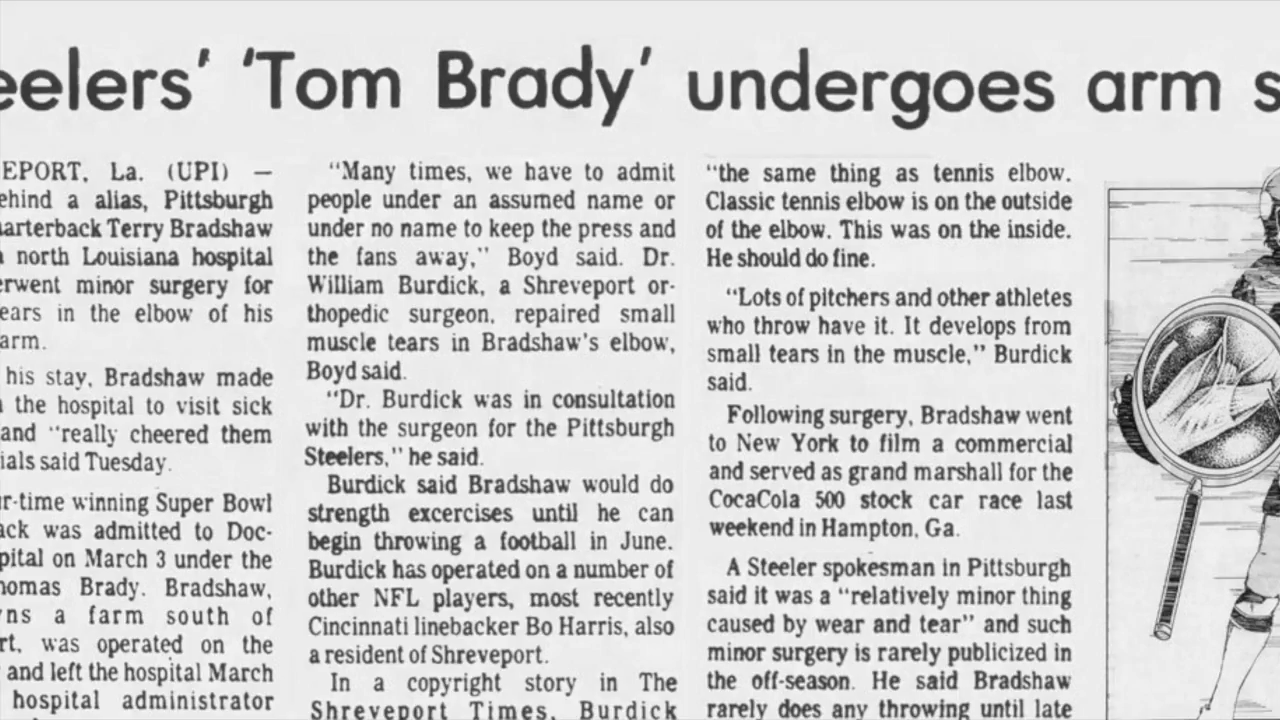 eelers' 'Tom Brady' undergoes arm s
EPORT, La. (UPI) —
ehind a alias, Pittsburgh
uarterback Terry Bradshaw
north Louisiana hospital
erwent minor surgery for
ears in the elbow of his
arm.
his stay, Bradshaw made
the hospital to visit sick
and "really cheered them
ials said Tuesday.
ur-time winning Super Bowl
ack was admitted to Doc-
pital on March 3 under the
homas Brady. Bradshaw,
ns a farm south of
rt, was operated on the
and left the hospital March
hospital administrator
"Many times, we have to admit
people under an assumed name or
under no name to keep the press and
the fans away," Boyd said. Dr.
William Burdick, a Shreveport or-
thopedic surgeon, repaired small
muscle tears in Bradshaw's elbow,
Boyd said.
"Dr. Burdick was in consultation
with the surgeon for the Pittsburgh
Steelers," he said.
Burdick said Bradshaw would do
strength excercises until he can
begin throwing a football in June.
Burdick has operated on a number of
other NFL players, most recently
Cincinnati linebacker Bo Harris, also
a resident of Shreveport.
In a copyright story in The
Shreveport Times, Burdick
"the same thing as tennis elbow.
Classic tennis elbow is on the outside
of the elbow. This was on the inside.
He should do fine.
"Lots of pitchers and other athletes
who throw have it. It develops from
small tears in the muscle," Burdick
said.
Following surgery, Bradshaw went
to New York to film a commercial
and served as grand marshall for the
CocaCola 500 stock car race last
weekend in Hampton, Ga.
A Steeler spokesman in Pittsburgh
said it was a "relatively minor thing
caused by wear and tear" and such
minor surgery is rarely publicized in
the off-season. He said Bradshaw
rarely does any throwing until late